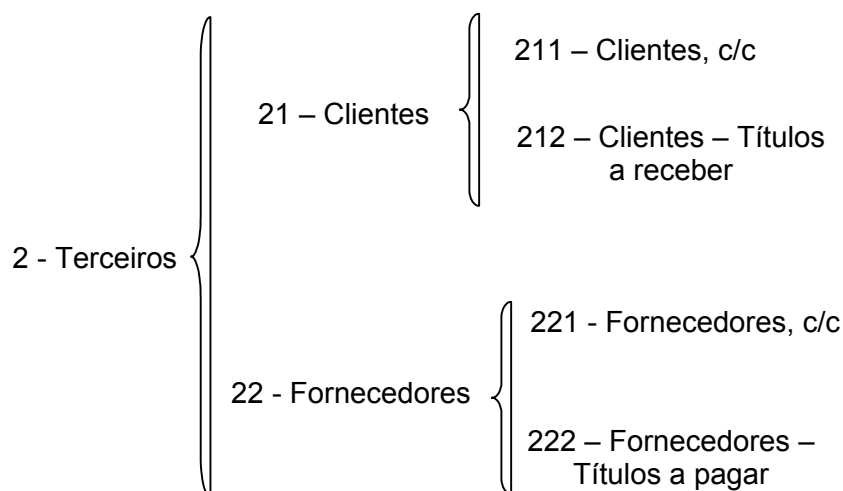 211 – Clientes, c/c
21 – Clientes
212 – Clientes – Títulos
a receber
2 - Terceiros
221 - Fornecedores, c/c
22 - Fornecedores
222 – Fornecedores –
Títulos a pagar